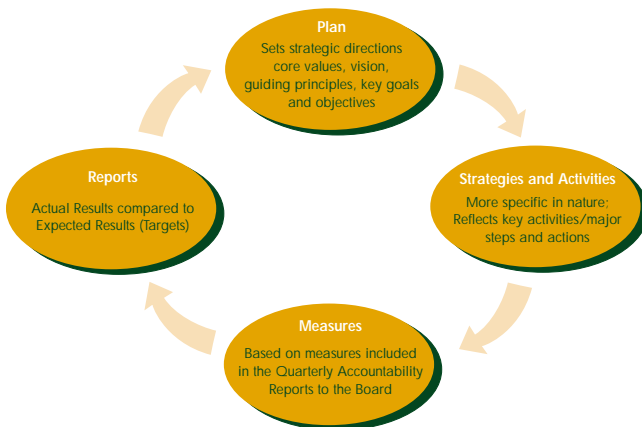 Plan
Sets strategic directions
core values, vision,
guiding principles, key goals
and objectives
Strategies and Activities
More specific in nature;
Reflects key activities/major
steps and actions
Measures
Based on measures included
in the Quarterly Accountability
Reports to the Board
Reports
Actual Results compared to
Expected Results (Targets)